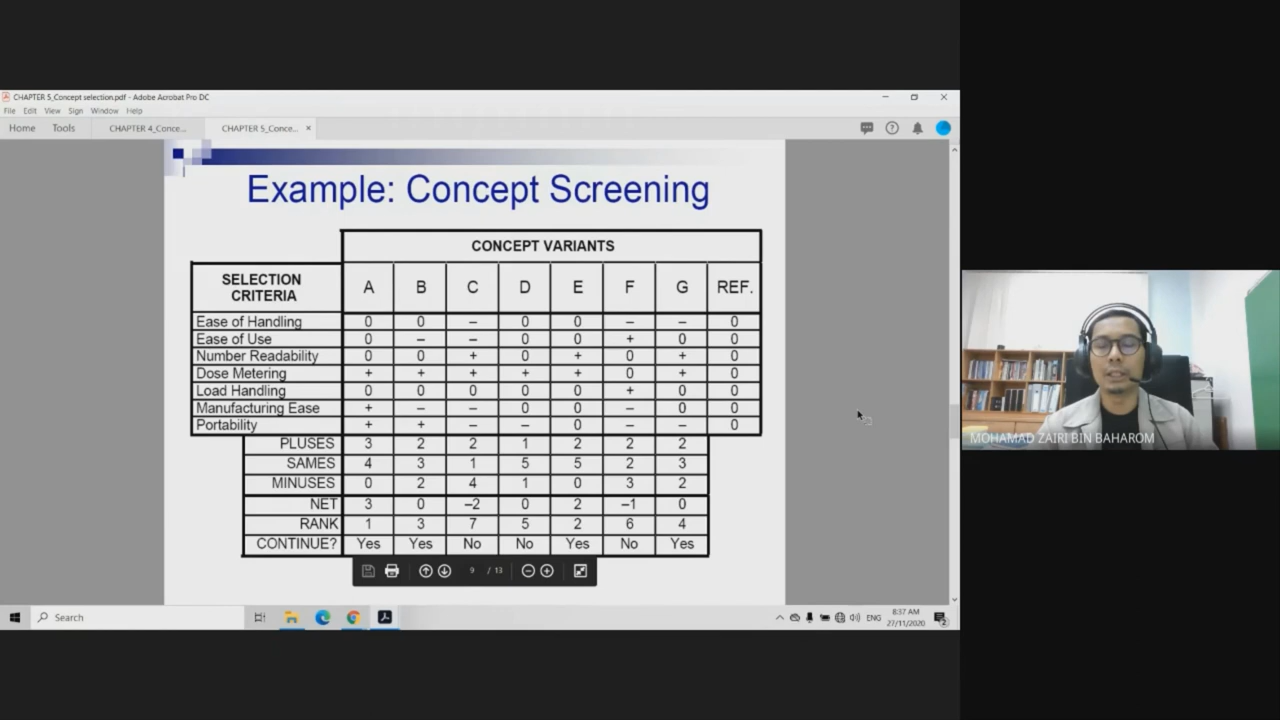 CHAPTER 5_Concept selection.pdf - Adobe Acrobat Pro DC
File Edit View Sign Window Help
Home Tools CHAPTER 4_Conce... CHAPTER 5_Conce... ×
Example: Concept Screening
CONCEPT VARIANTS
SELECTION CRITERIA A B C D E F G REF.
Ease of Handling 0 0 – 0 0 – – 0
Ease of Use 0 – – 0 0 + 0 0
Number Readability 0 0 + 0 + 0 + 0
Dose Metering + + + + + 0 + 0
Load Handling 0 0 0 0 0 + 0 0
Manufacturing Ease + – – 0 0 – 0 0
Portability + + – – 0 – – 0
PLUSES 3 2 2 1 2 2 2
SAMES 4 3 1 5 5 2 3
MINUSES 0 2 4 1 0 3 2
NET 3 0 –2 0 2 –1 0
RANK 1 3 7 5 2 6 4
CONTINUE? Yes Yes No No Yes No Yes
9 / 13
Search
ENG
8:37 AM
27/11/2020
2
MOHAMAD ZAIRI BIN BAHAROM